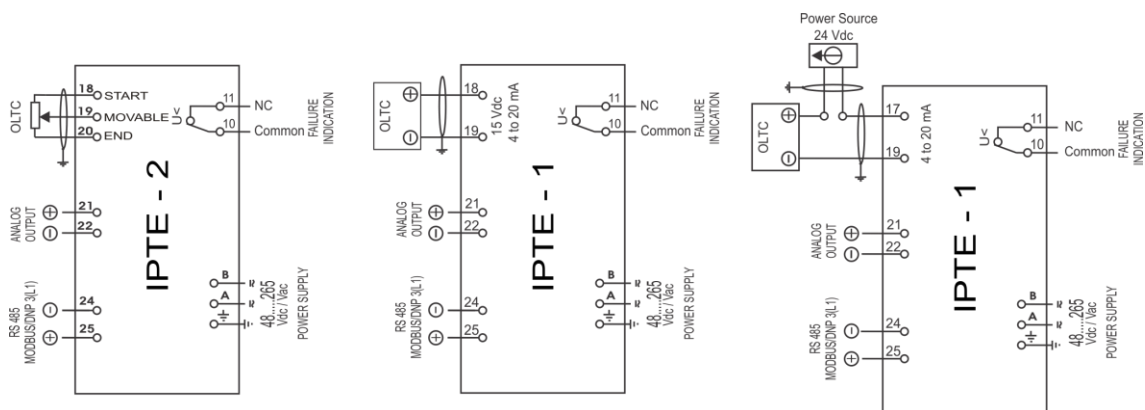 OLTC
18 START
19 MOVABLE
20 END
U<
11 NC
10 Common
FAILURE
INDICATION
ANALOG
OUTPUT
21
22
IPTE - 2
RS 485
MODBUS/DNP 3(L1)
24
25
B
A
48.....265
Vdc / Vac
POWER SUPPLY
OLTC
18
19
15 Vdc
4 to 20 mA
U<
11 NC
10 Common
FAILURE
INDICATION
ANALOG
OUTPUT
21
22
IPTE - 1
RS 485
MODBUS/DNP 3(L1)
24
25
B
A
48.....265
Vdc / Vac
POWER SUPPLY
Power Source
24 Vdc
OLTC
17
19
4 to 20 mA
U<
11 NC
10 Common
FAILURE
INDICATION
ANALOG
OUTPUT
21
22
IPTE - 1
RS 485
MODBUS/DNP 3(L1)
24
25
B
A
48.....265
Vdc / Vac
POWER SUPPLY